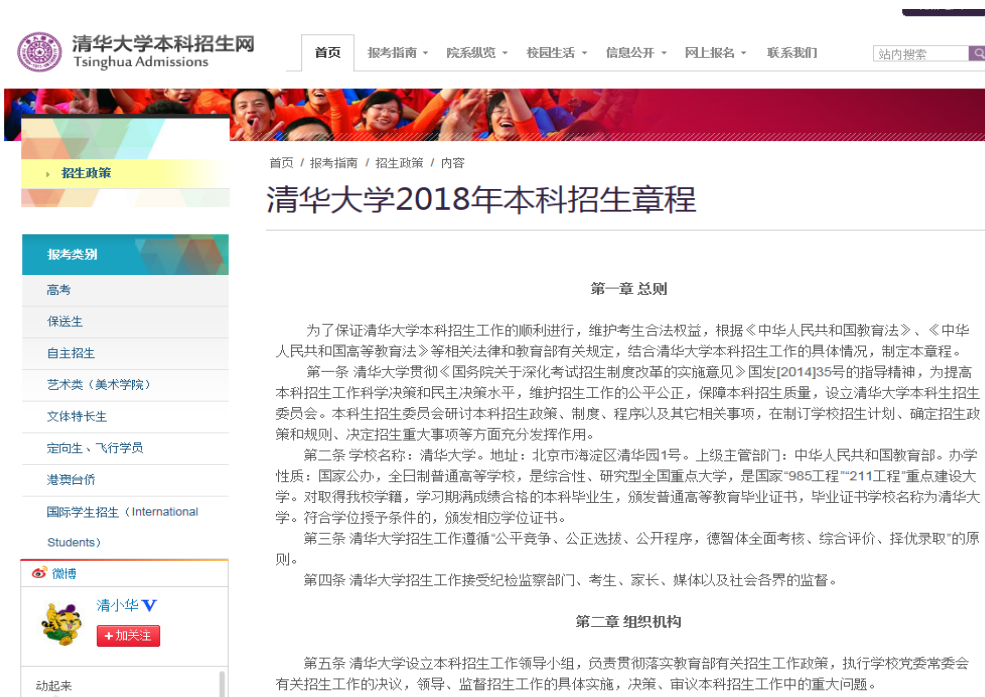 清华大学本科招生网
Tsinghua Admissions
首页
报考指南
院系纵览
校园生活
信息公开
网上报名
联系我们
站内搜索
招生政策
首页 / 报考指南 / 招生政策 / 内容
清华大学2018年本科招生章程
报考类别
高考
保送生
自主招生
艺术类（美术学院）
文体特长生
定向生、飞行学员
港澳台侨
国际学生招生（International
Students）
微博
清小华
+加关注
动起来
第一章 总则
为了保证清华大学本科招生工作的顺利进行，维护考生合法权益，根据《中华人民共和国教育法》、《中华
人民共和国高等教育法》等相关法律和教育部有关规定，结合清华大学本科招生工作的具体情况，制定本章程。
第一条 清华大学贯彻《国务院关于深化考试招生制度改革的实施意见》国发[2014]35号的指导精神，为提高
本科招生工作科学决策和民主决策水平，维护招生工作的公平公正，保障本科招生质量，设立清华大学本科生招生
委员会。本科生招生委员会研讨本科招生政策、制度、程序以及其它相关事项，在制订学校招生计划、确定招生政
策和规则、决定招生重大事项等方面充分发挥作用。
第二条 学校名称：清华大学。地址：北京市海淀区清华园1号。上级主管部门：中华人民共和国教育部。办学
性质：国家公办，全日制普通高等学校，是综合性、研究型全国重点大学，是国家“985工程”“211工程”重点建设大
学。对取得我校学籍，学习期满成绩合格的本科毕业生，颁发普通高等教育毕业证书，毕业证书学校名称为清华大
学。符合学位授予条件的，颁发相应学位证书。
第三条 清华大学招生工作遵循“公平竞争、公正选拔、公开程序，德智体全面考核、综合评价、择优录取”的原
则。
第四条 清华大学招生工作接受纪检监察部门、考生、家长、媒体以及社会各界的监督。
第二章 组织机构
第五条 清华大学设立本科招生工作领导小组，负责贯彻落实教育部有关招生工作政策，执行学校党委常委会
有关招生工作的决议，领导、监督招生工作的具体实施，决策、审议本科招生工作中的重大问题。